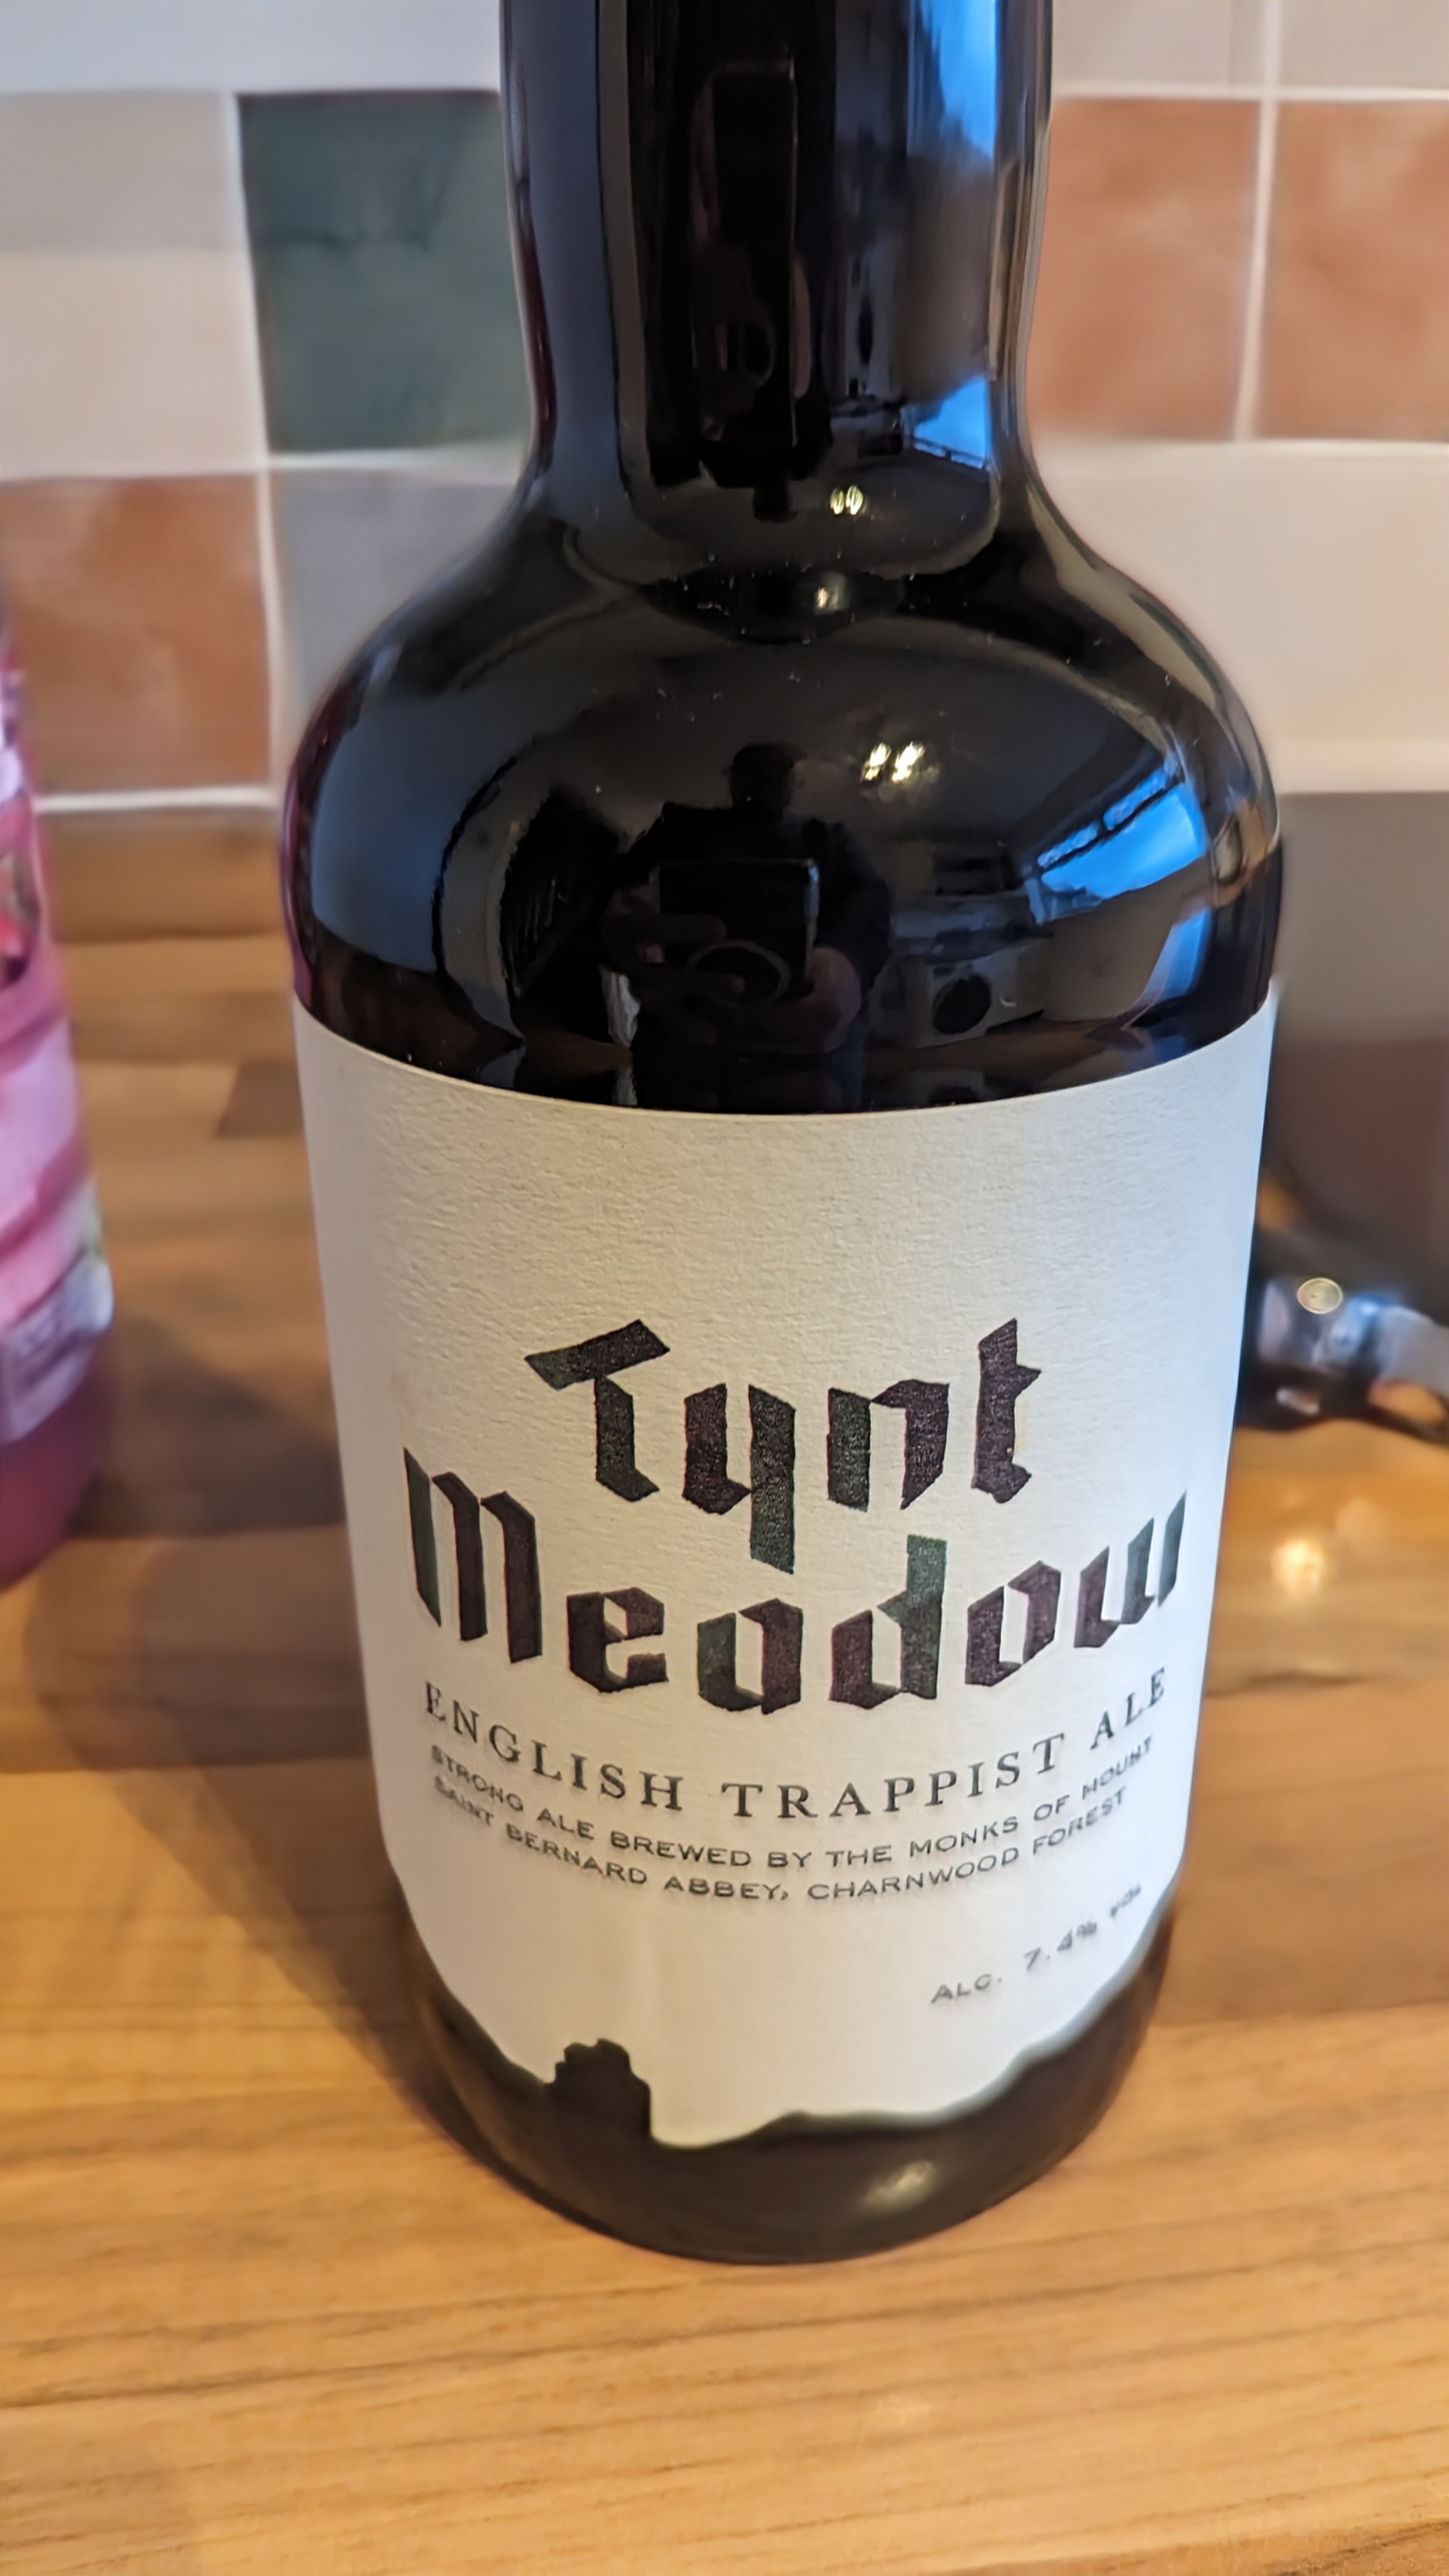 Tynt
Meadow
ENGLISH TRAPPIST ALE
STRONG ALE BREWED BY THE MONKS OF MOUNT
SAINT BERNARD ABBEY, CHARNWOOD FOREST
ALC. 7.4% vol